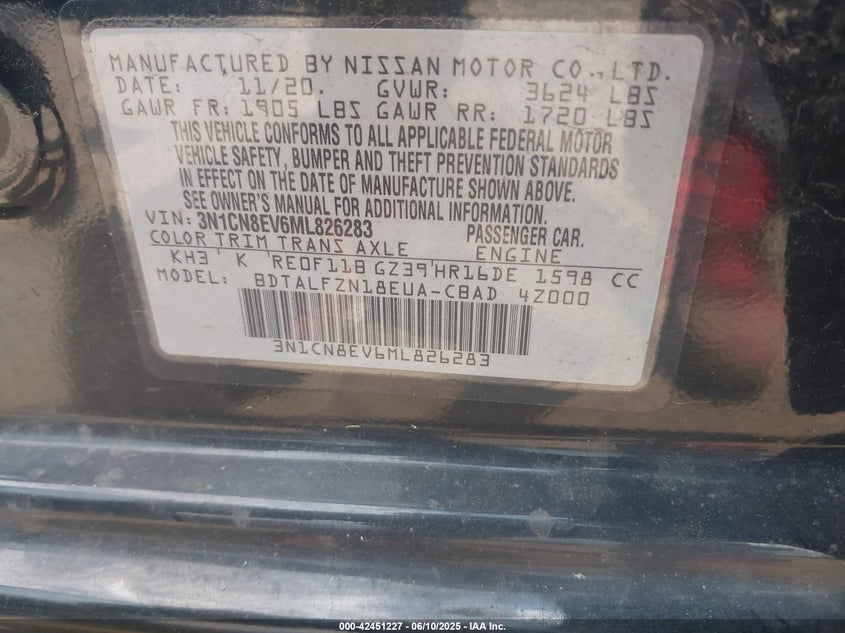 MANUFACTURED BY NISSAN MOTOR CO., LTD.
DATE: 11/20. GVWR: 3624 LBS
GAWR FR: 1905 LBS GAWR RR: 1720 LBS
THIS VEHICLE CONFORMS TO ALL APPLICABLE FEDERAL MOTOR
VEHICLE SAFETY, BUMPER AND THEFT PREVENTION STANDARDS
IN EFFECT ON THE DATE OF MANUFACTURE SHOWN ABOVE.
SEE OWNER'S MANUAL FOR ADDITIONAL INFORMATION.
VIN: 3N1CN8EV6ML826283 PASSENGER CAR.
COLOR TRIM TRANS AXLE ENGINE
KH3 ' K 'RE0F11B GZ39'HR16DE 1598 CC
MODEL: BDTALFZN18EUA-CBAD 4Z000
3N1CN8EV6ML826283
000-42451227 - 06/10/2025 - IAA Inc.